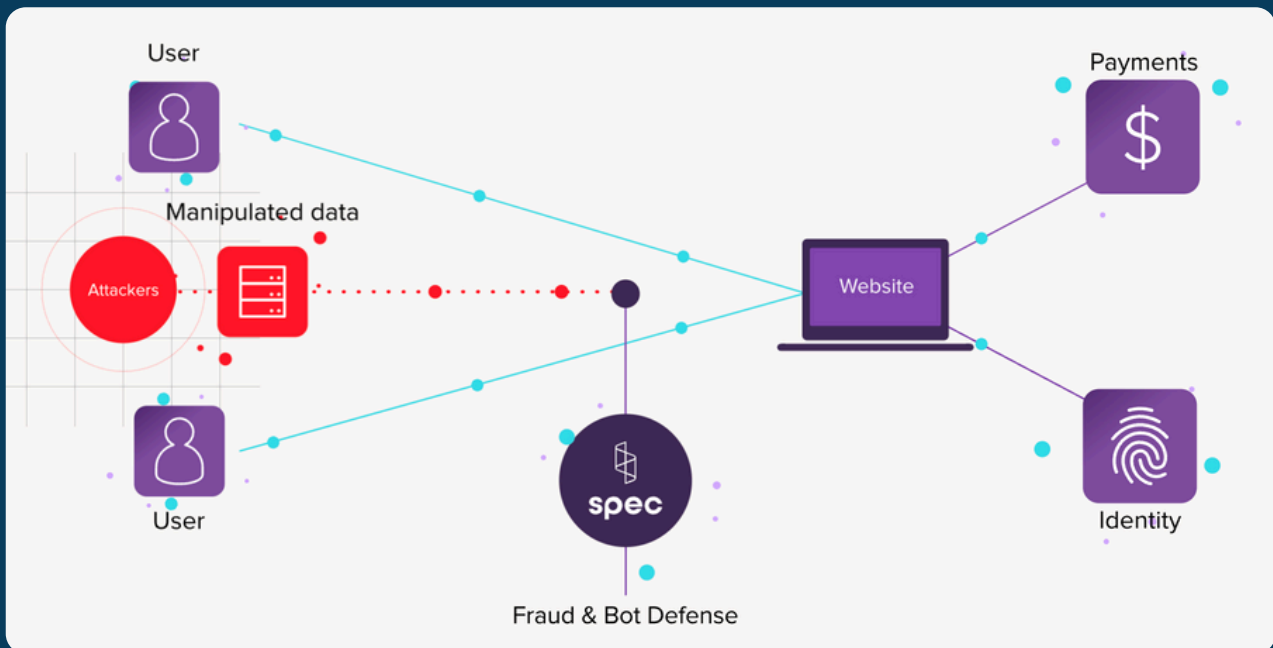 User
Payments
$
Manipulated data
Attackers
Website
spec
User
Identity
Fraud & Bot Defense